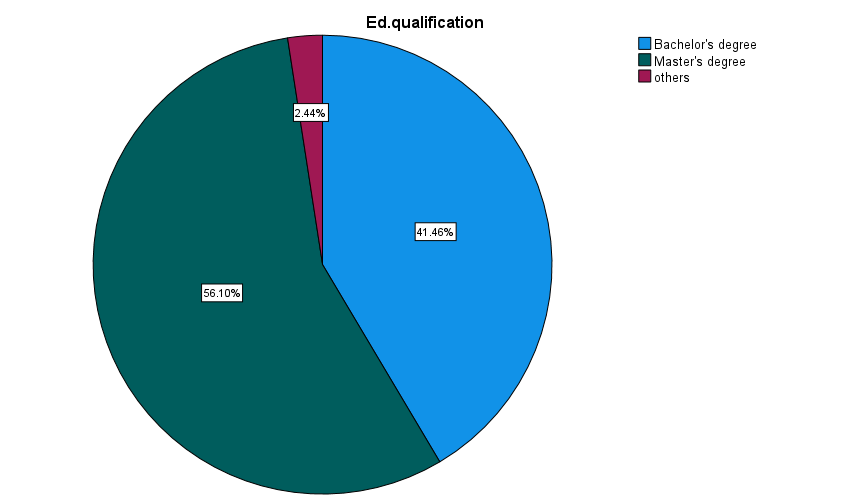 Ed.qualification
Bachelor's degree
Master's degree
others
2.44%
41.46%
56.10%